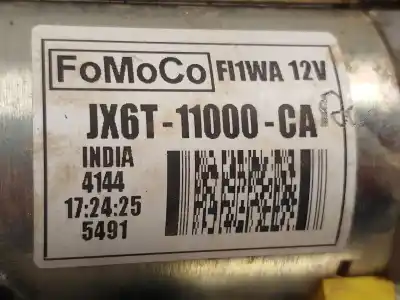 FoMoCo FI1WA 12V
JX6T-11000-CA
INDIA
4144
17:24:25
5491